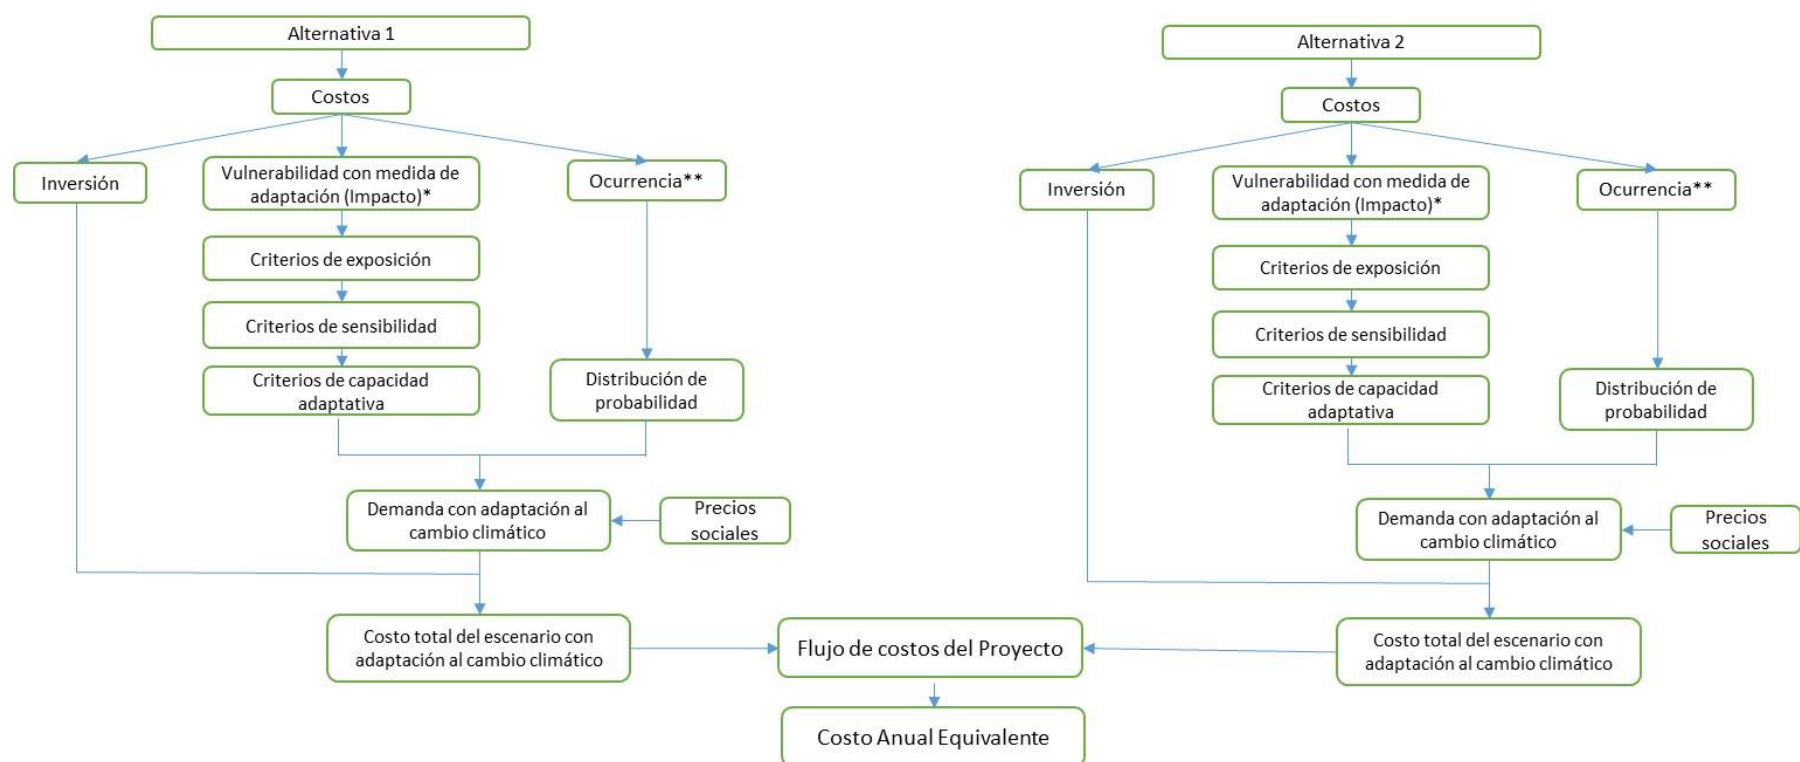 Alternativa 1
Costos
Inversión
Vulnerabilidad con medida de
adaptación (Impacto)*
Ocurrencia**
Criterios de exposición
Criterios de sensibilidad
Criterios de capacidad
adaptativa
Distribución de
probabilidad
Demanda con adaptación al
cambio climático
Precios
sociales
Costo total del escenario con
adaptación al cambio climático
Alternativa 2
Costos
Inversión
Vulnerabilidad con medida de
adaptación (Impacto)*
Ocurrencia**
Criterios de exposición
Criterios de sensibilidad
Criterios de capacidad
adaptativa
Distribución de
probabilidad
Demanda con adaptación al
cambio climático
Precios
sociales
Costo total del escenario con
adaptación al cambio climático
Flujo de costos del Proyecto
Costo Anual Equivalente